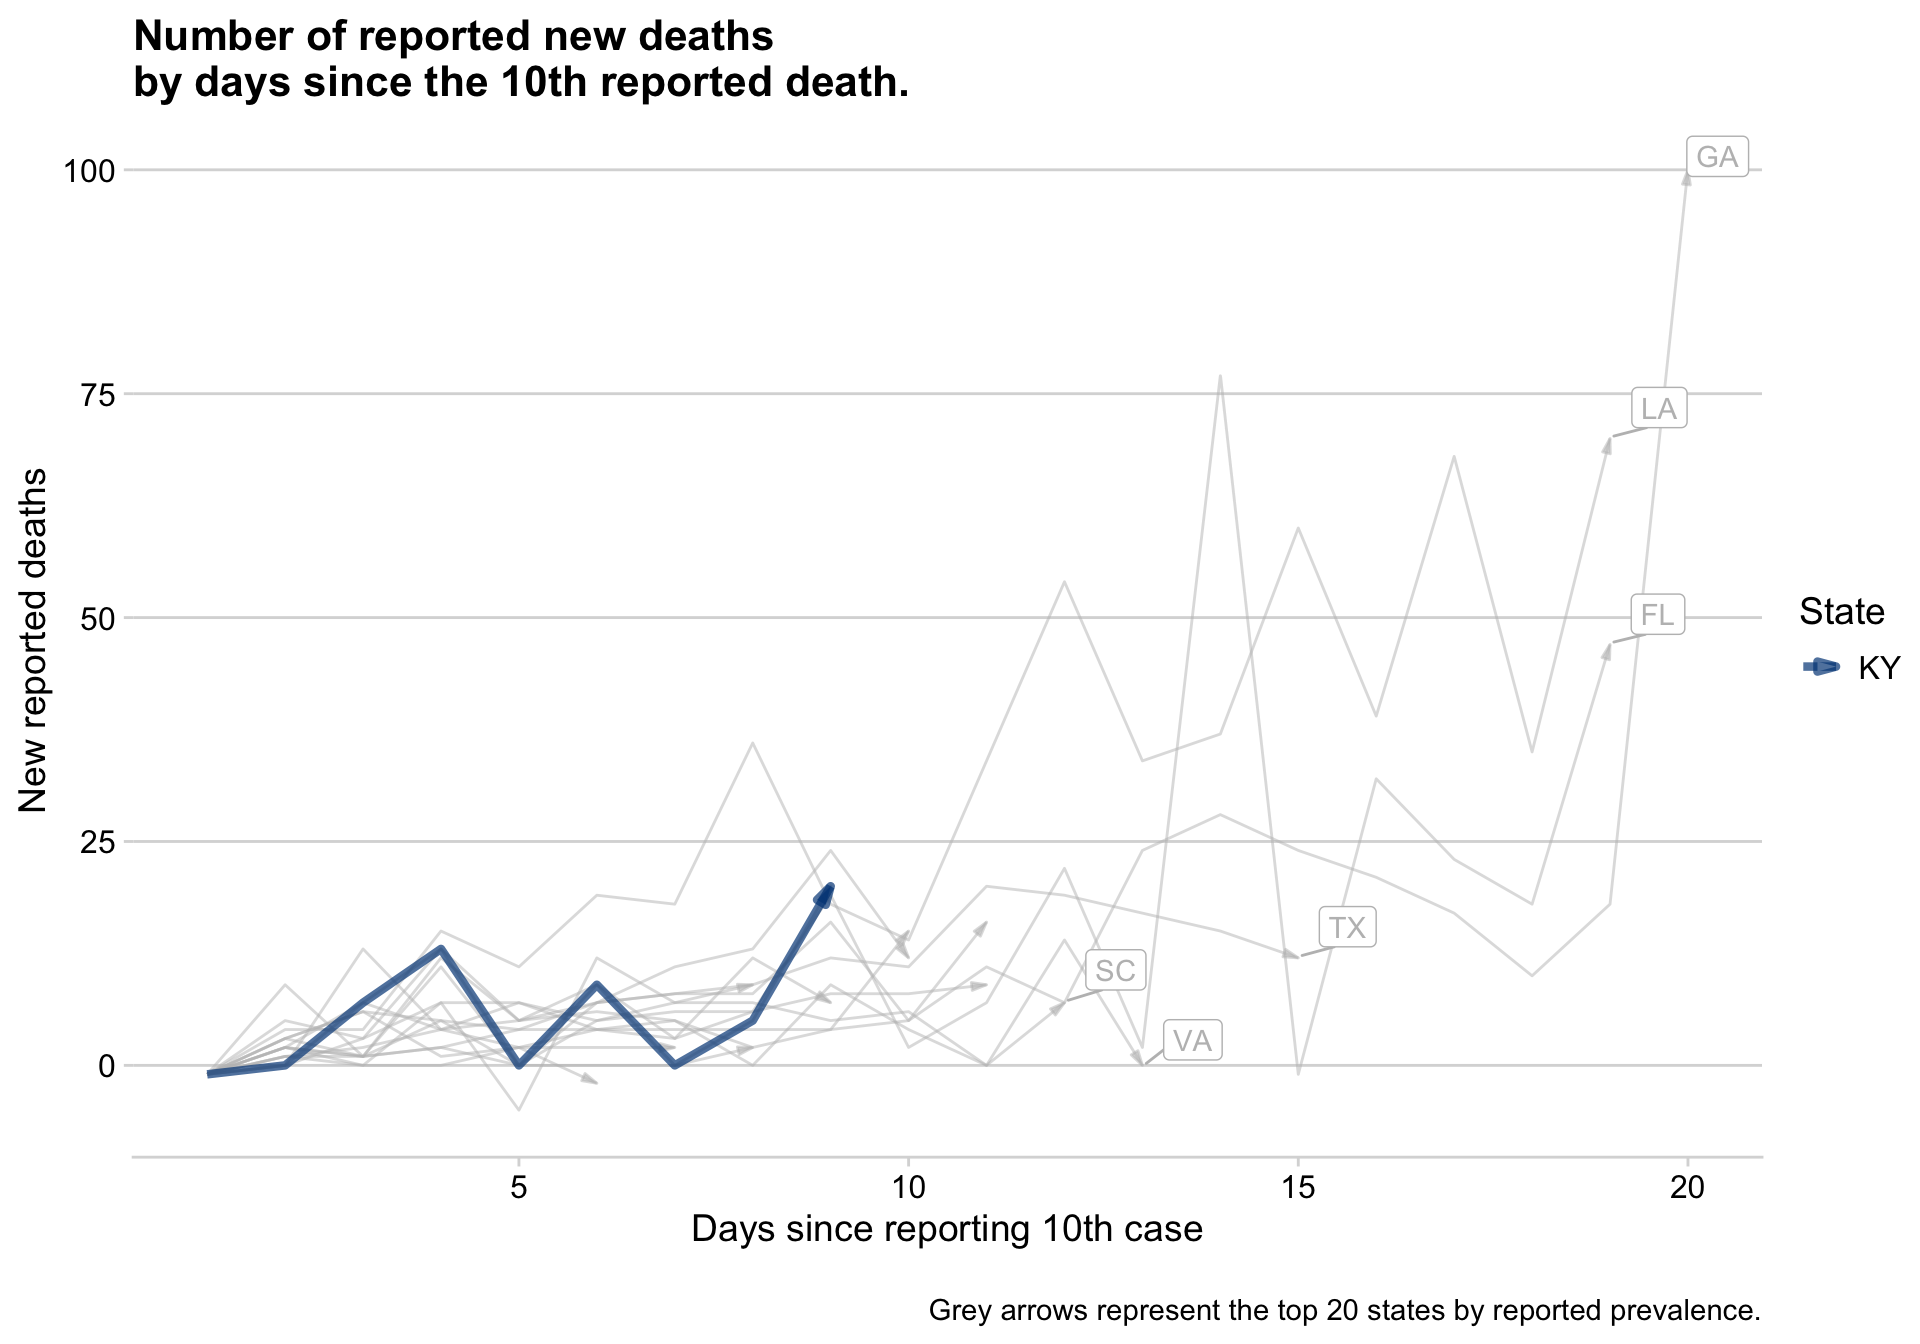 Number of reported new deaths
by days since the 10th reported death.
100
75
50
25
0
New reported deaths
GA
LA
FL
TX
SC
VA
State
KY
5
10
15
20
Days since reporting 10th case
Grey arrows represent the top 20 states by reported prevalence.